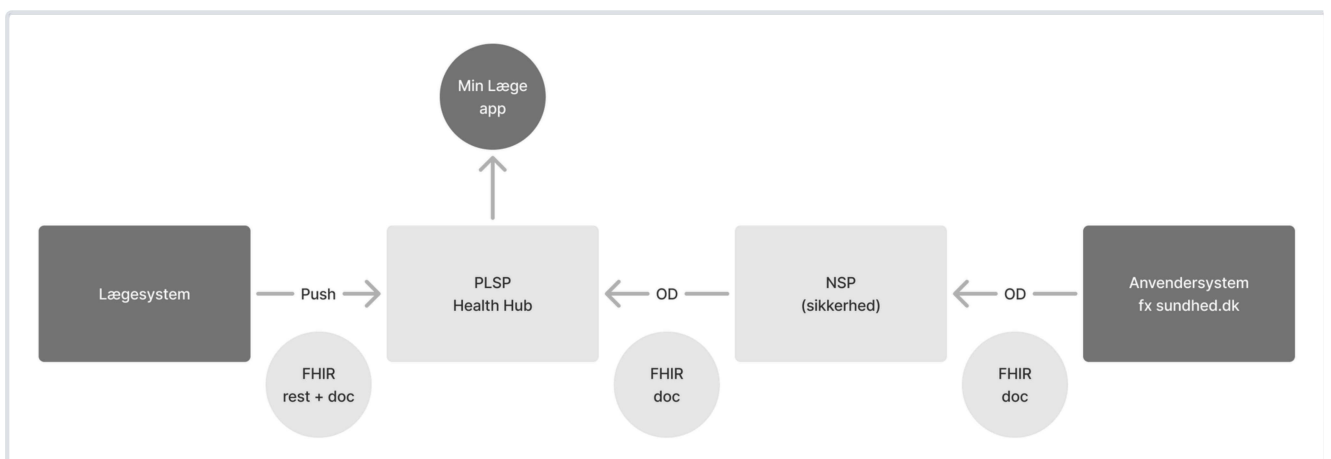 Min Læge
app
Lægesystem
Push
PLSP
Health Hub
OD
NSP
(sikkerhed)
OD
Anvendersystem
fx sundhed.dk
FHIR
rest + doc
FHIR
doc
FHIR
doc